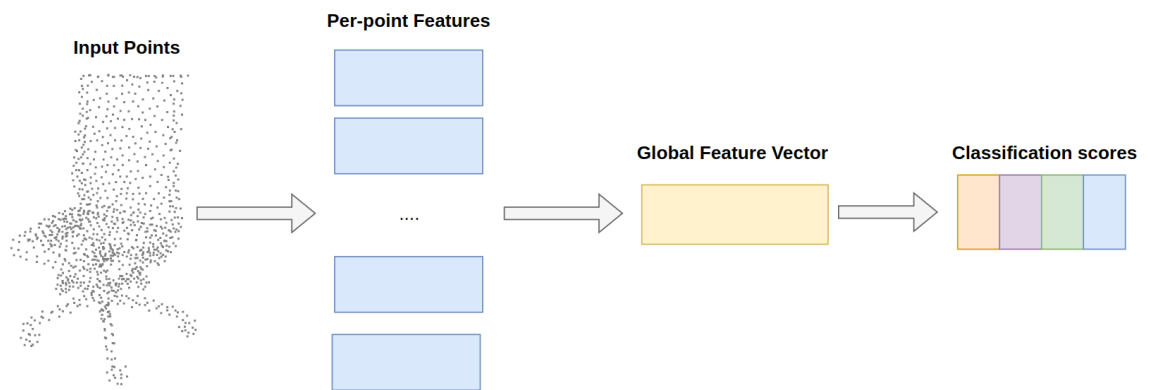 Input Points
Per-point Features
....
Global Feature Vector
Classification scores